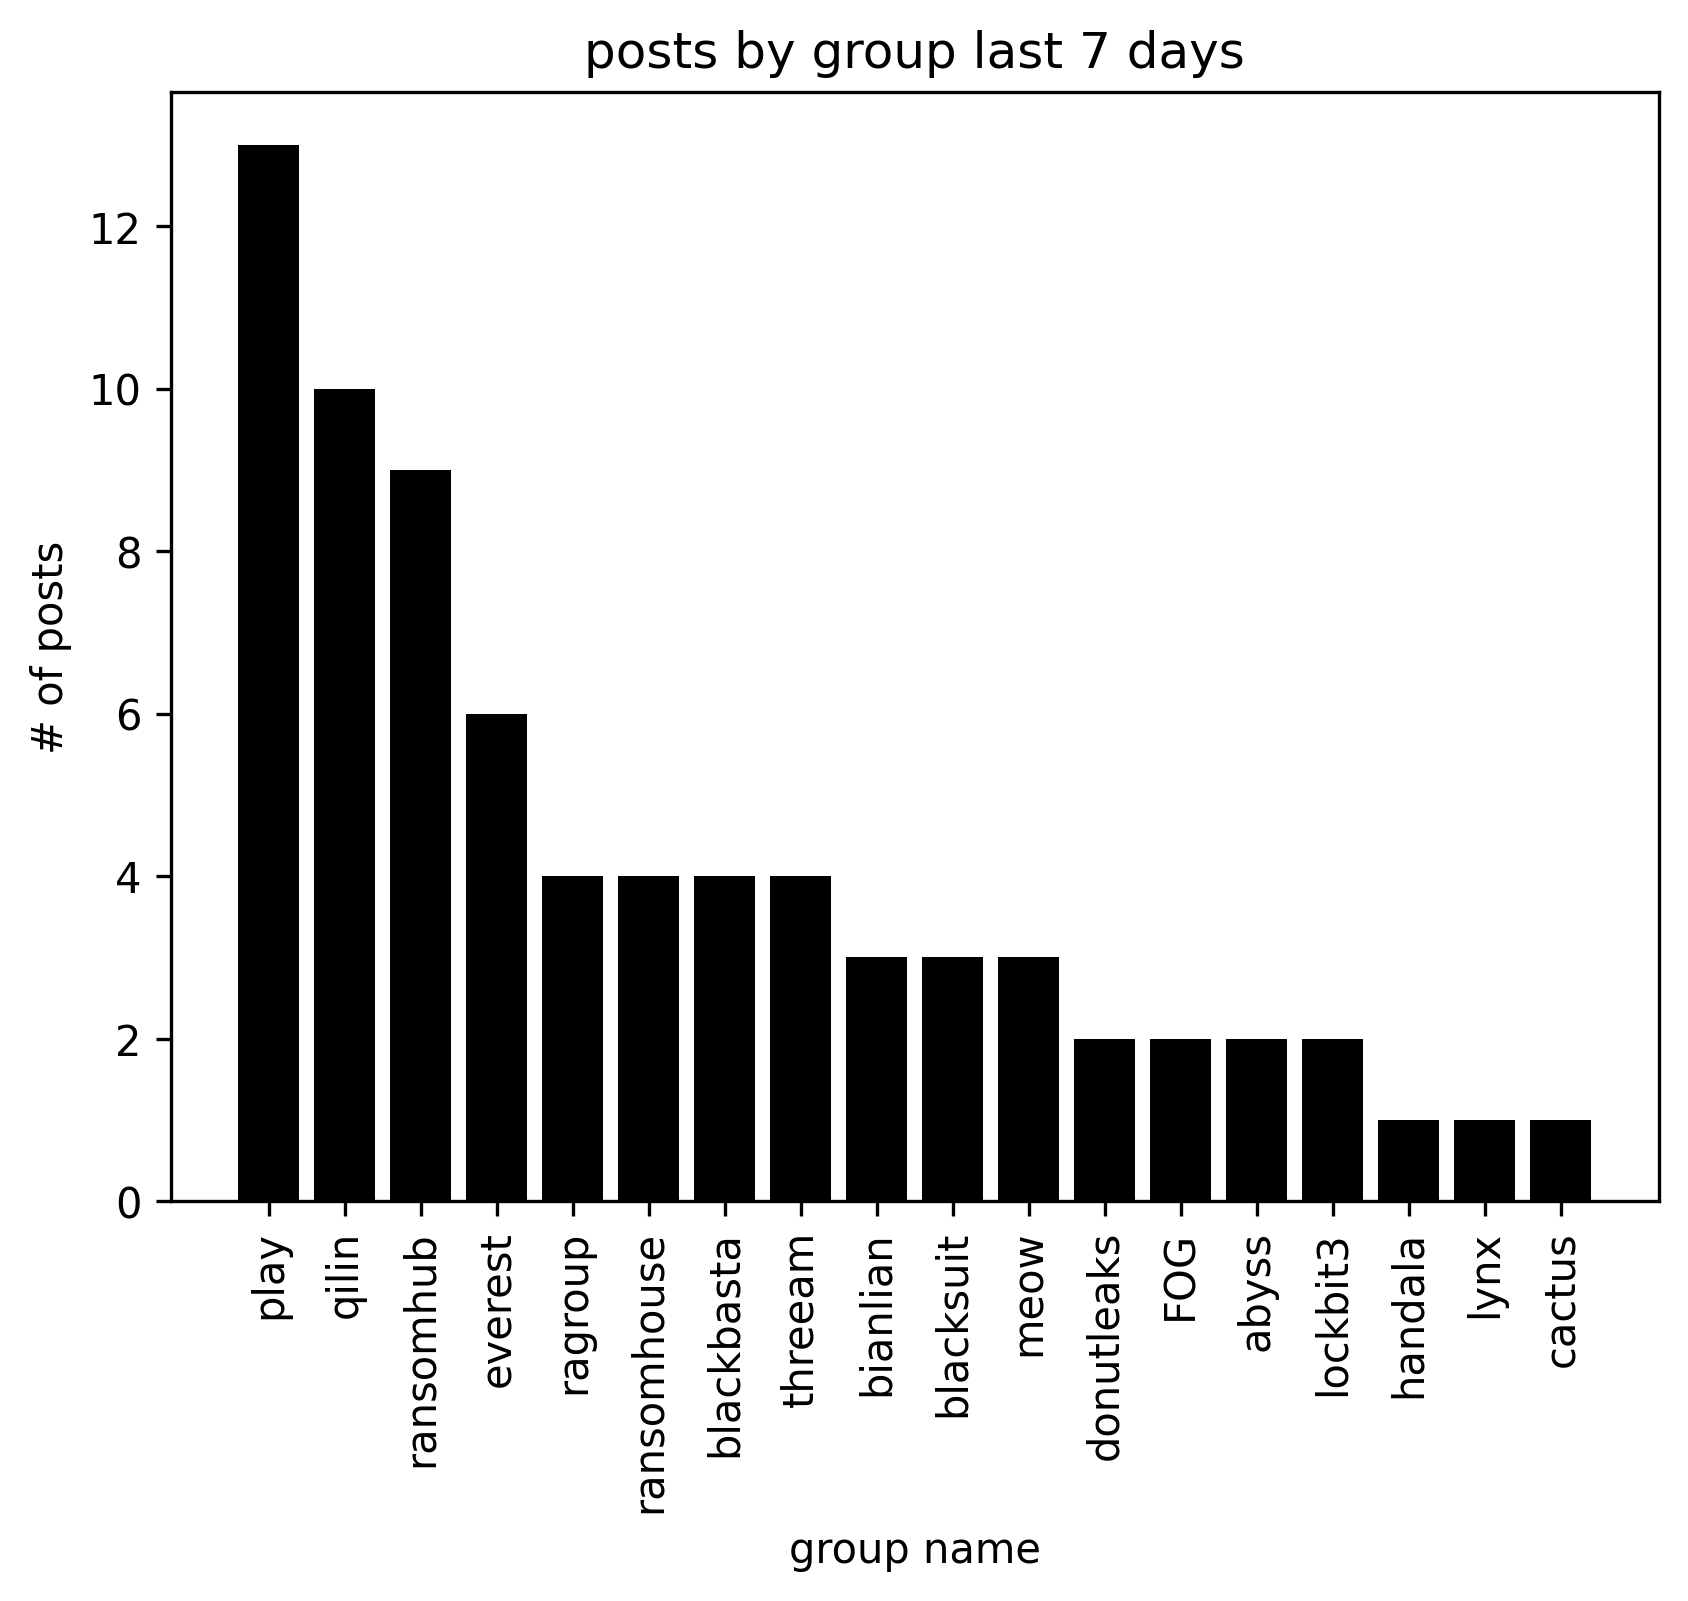 posts by group last 7 days
# of posts
12
10
8
6
4
2
0
play
qilin
ransomhub
everest
ragroup
ransomhouse
blackbasta
threeam
bianlian
blacksuit
meow
donutleaks
FOG
abyss
lockbit3
handala
lynx
cactus
group name